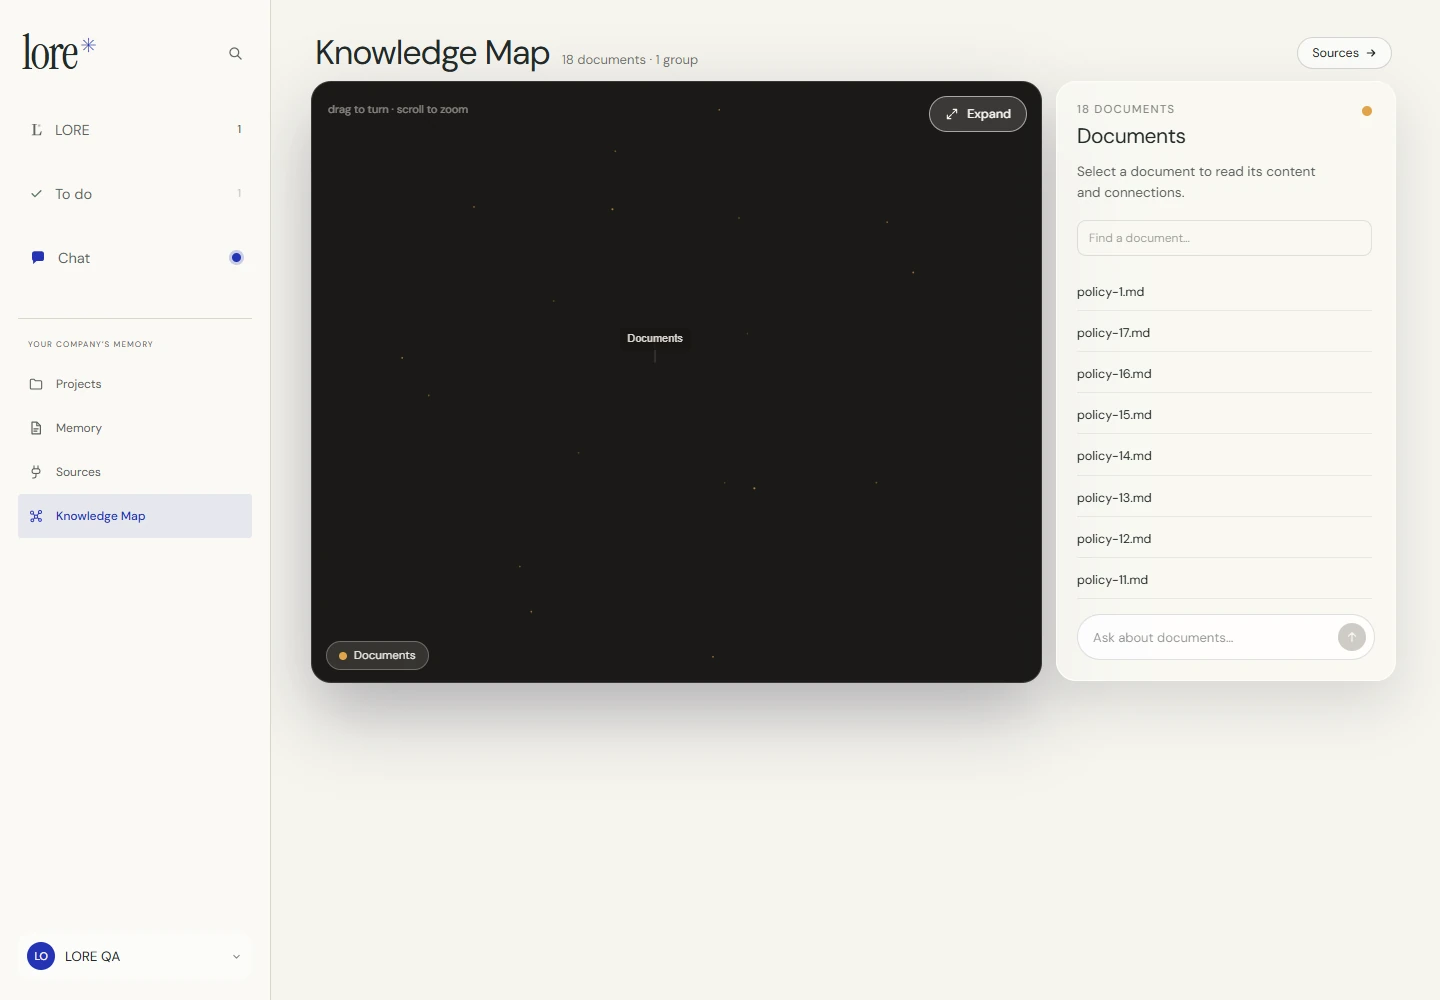 lore
LORE 1
To do 1
Chat
YOUR COMPANY'S MEMORY
Projects
Memory
Sources
Knowledge Map
LO LORE QA
Knowledge Map 18 documents · 1 group
Sources →
drag to turn · scroll to zoom
Expand
Documents
Documents
18 DOCUMENTS
Documents
Select a document to read its content
and connections.
Find a document...
policy-1.md
policy-17.md
policy-16.md
policy-15.md
policy-14.md
policy-13.md
policy-12.md
policy-11.md
Ask about documents...